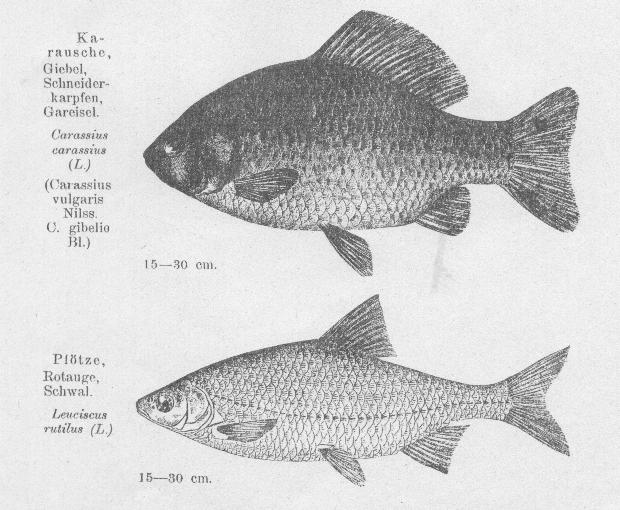 Ka-
rausche,
Giebel,
Schneider-
karpfen,
Gareisel.
Carassius
carassius
(L.)
(Carassius
vulgaris
Nilss.
C. gibelio
Bl.)
15—30 cm.
Plötze,
Rotauge,
Schwal.
Leuciscus
rutilus (L.)
15—30 cm.